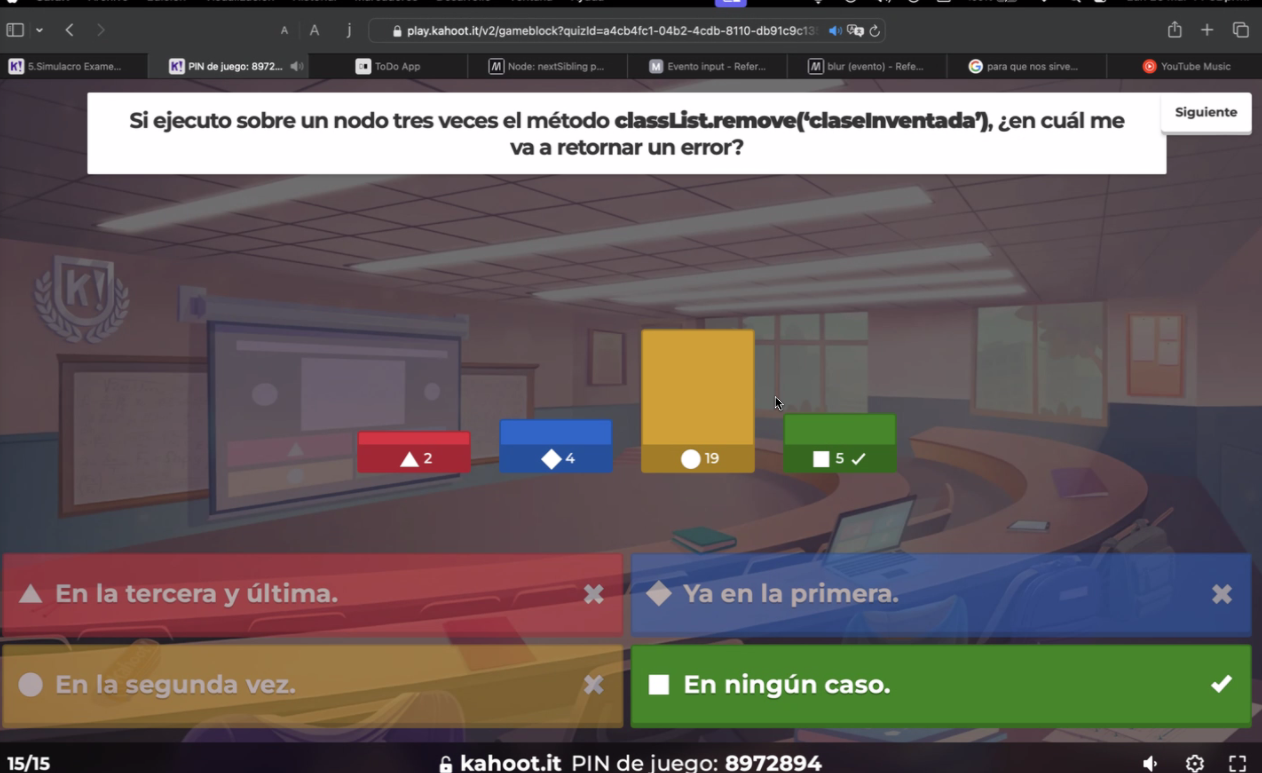 play.kahoot.it/v2/gameblock?quizId=a4cb4fc1-04b2-4cdb-8110-db91c9c13
5.Simulacro Exame...
PIN de juego: 8972...
ToDo App
Node: nextSibling p...
Evento input - Refer...
blur (evento) - Refe...
para que nos sirve...
YouTube Music
Si ejecuto sobre un nodo tres veces el método classList.remove(‘claseInventada’), ¿en cuál me
va a retornar un error?
Siguiente
K!
2
4
19
5
En la tercera y última.
Ya en la primera.
En la segunda vez.
En ningún caso.
15/15
kahoot.it PIN de juego: 8972894